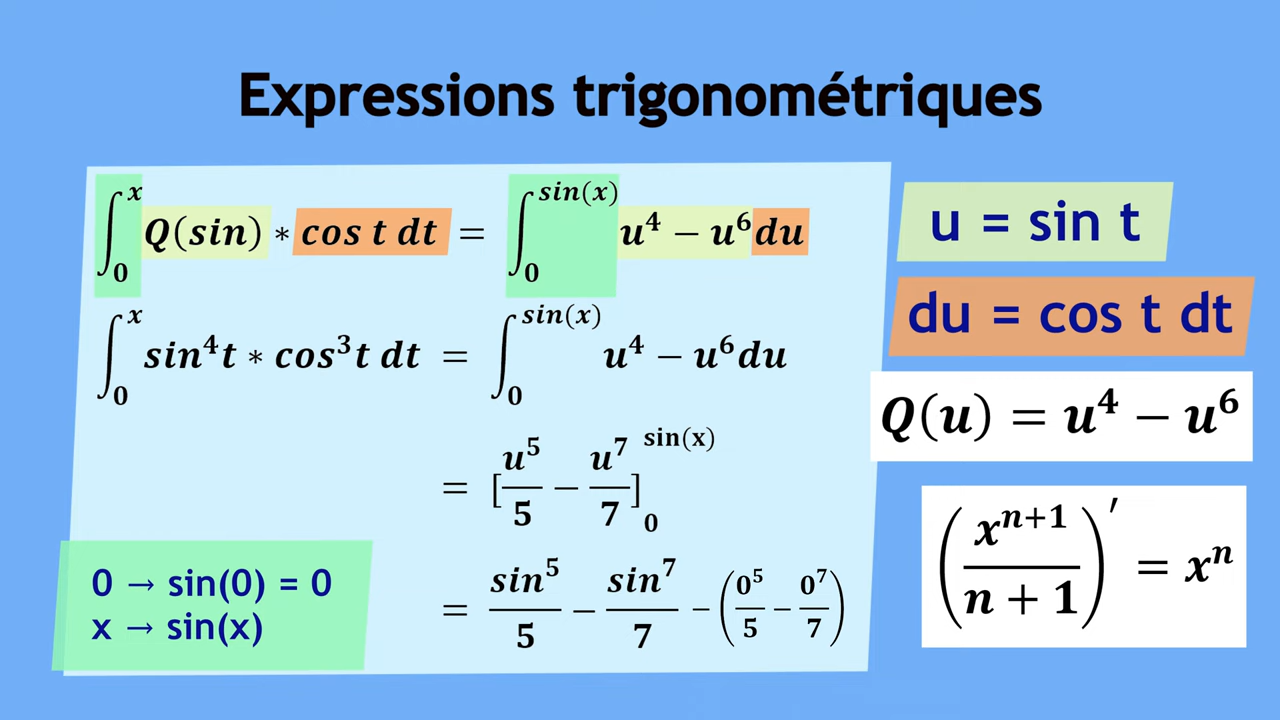 Expressions trigonométriques
∫₀ˣ Q(sin) * cos t dt = ∫₀^{sin(x)} u⁴ − u⁶du
∫₀ˣ sin⁴t * cos³t dt = ∫₀^{sin(x)} u⁴ − u⁶du
= [u⁵/5 − u⁷/7]₀^{sin(x)}
= sin⁵/5 − sin⁷/7 − (0⁵/5 − 0⁷/7)
0 → sin(0) = 0
x → sin(x)
u = sin t
du = cos t dt
Q(u) = u⁴ − u⁶
(xⁿ⁺¹/(n + 1))′ = xⁿ